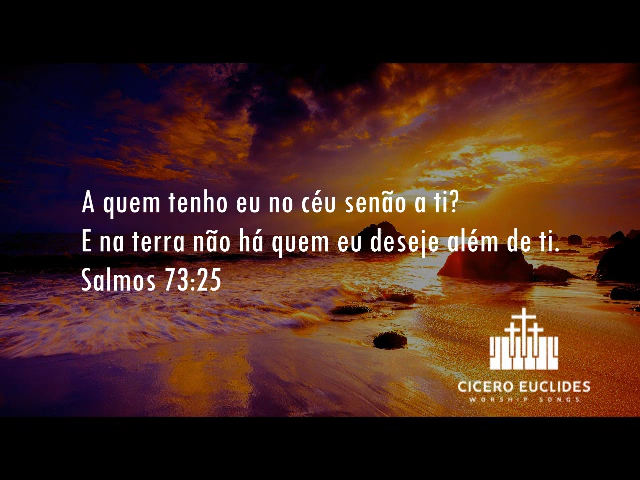 A quem tenho eu no céu senão a ti?
E na terra não há quem eu deseje além de ti.
Salmos 73:25
CICERO EUCLIDES
WORSHIP SONGS